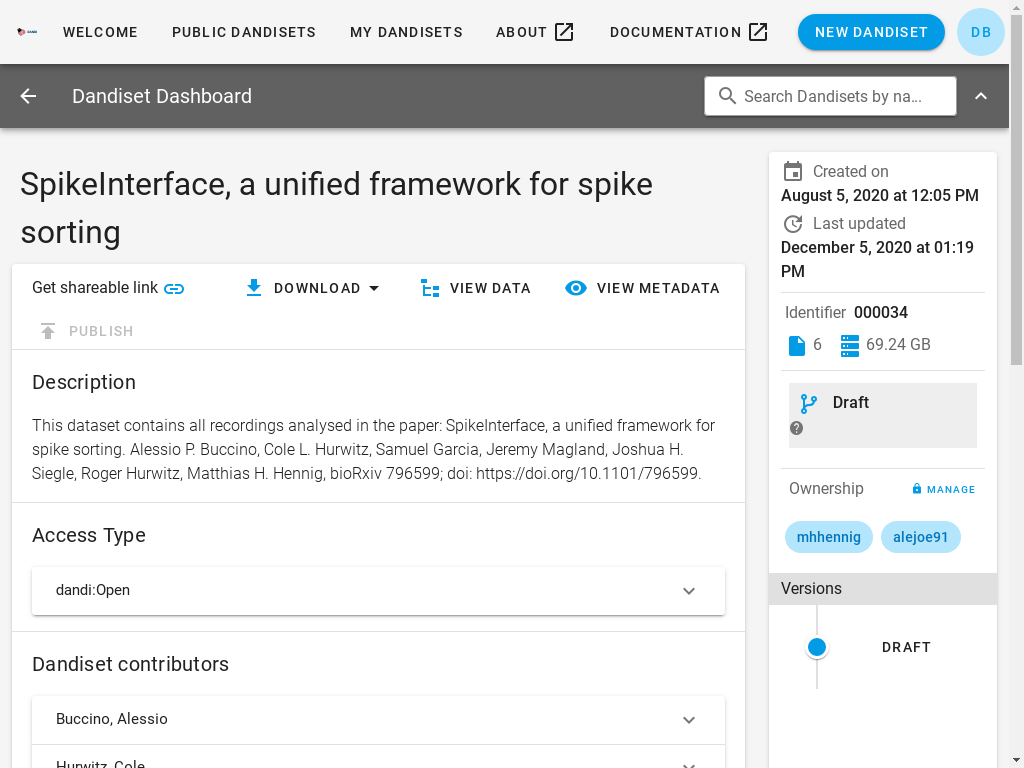 WELCOME PUBLIC DANDISETS MY DANDISETS ABOUT DOCUMENTATION NEW DANDISET DB
Dandiset Dashboard Search Dandisets by na...
SpikeInterface, a unified framework for spike
sorting
Get shareable link DOWNLOAD VIEW DATA VIEW METADATA
PUBLISH
Description
This dataset contains all recordings analysed in the paper: SpikeInterface, a unified framework for
spike sorting. Alessio P. Buccino, Cole L. Hurwitz, Samuel Garcia, Jeremy Magland, Joshua H.
Siegle, Roger Hurwitz, Matthias H. Hennig, bioRxiv 796599; doi: https://doi.org/10.1101/796599.
Access Type
dandi:Open
Dandiset contributors
Buccino, Alessio
Hurwitz, Cole
Created on
August 5, 2020 at 12:05 PM
Last updated
December 5, 2020 at 01:19
PM
Identifier 000034
6 69.24 GB
Draft
Ownership MANAGE
mhhennig alejoe91
Versions
DRAFT